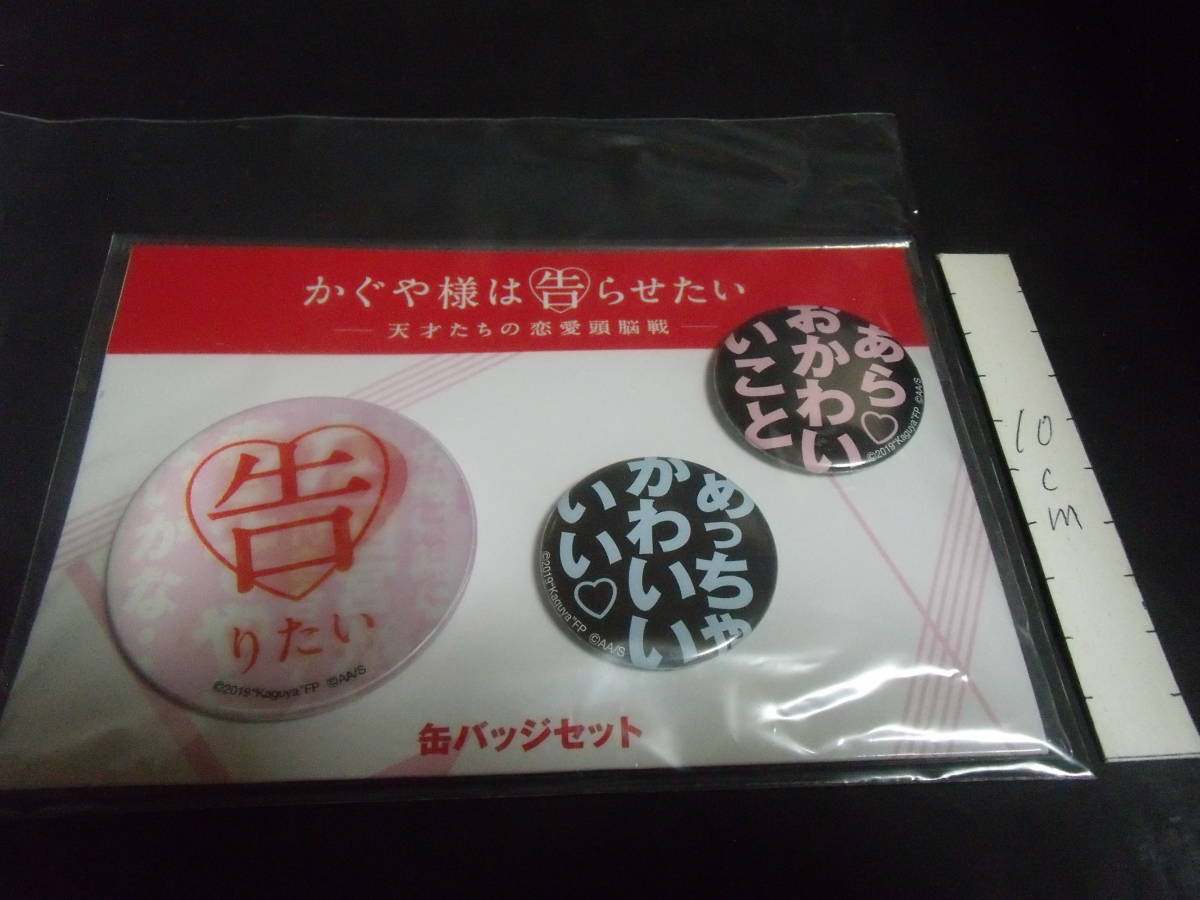 かぐや様は告らせたい
天才たちの恋愛頭脳戦
あら♡
おかわい
いこと
©2019"Kaguya"FP ©AA/S
めっちゃ
かわいい
いい♡
©2019"Kaguya"FP ©AA/S
告
りたい
©2019"Kaguya"FP ©AA/S
缶バッジセット
10
c
m